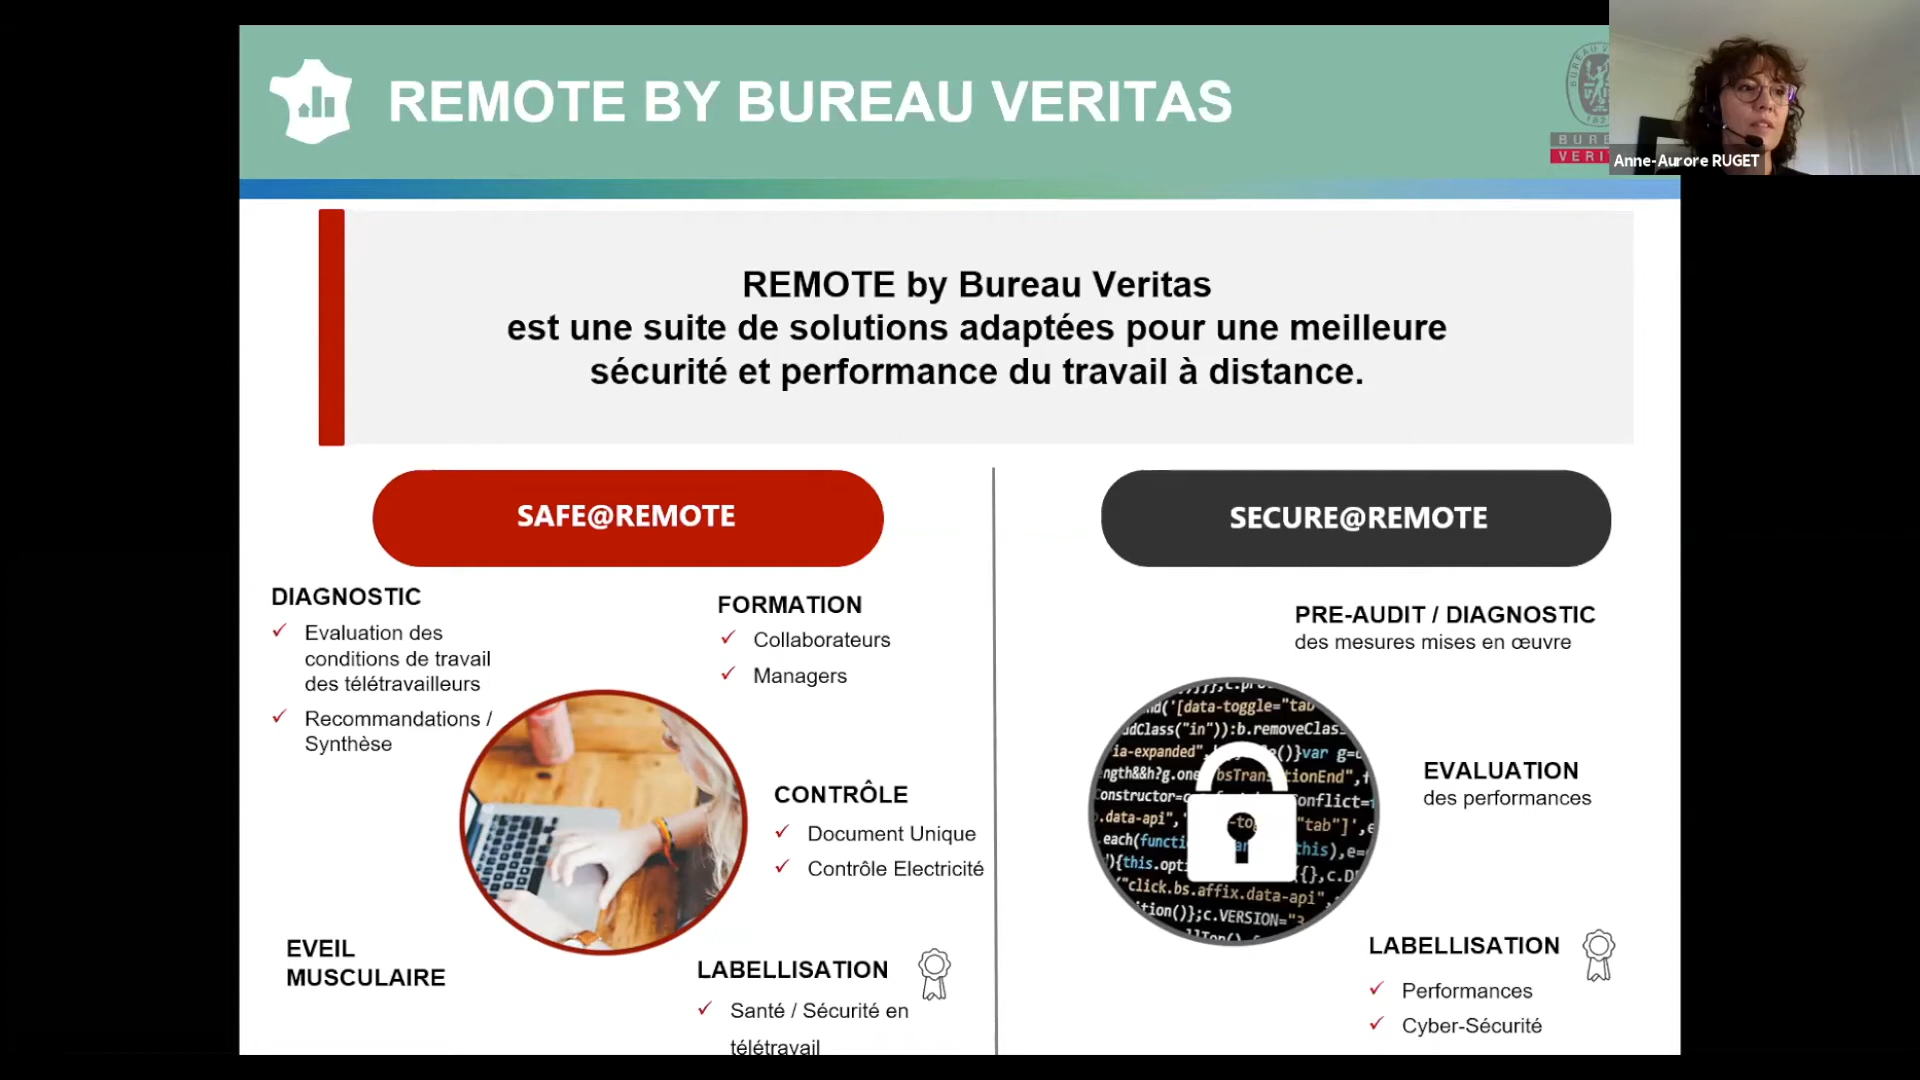 REMOTE BY BUREAU VERITAS
Anne-Aurore RUGET
REMOTE by Bureau Veritas
est une suite de solutions adaptées pour une meilleure
sécurité et performance du travail à distance.
SAFE@REMOTE
DIAGNOSTIC
Evaluation des
conditions de travail
des télétravailleurs
Recommandations /
Synthèse
FORMATION
Collaborateurs
Managers
CONTRÔLE
Document Unique
Contrôle Electricité
EVEIL
MUSCULAIRE
LABELLISATION
Santé / Sécurité en
télétravail
SECURE@REMOTE
PRE-AUDIT / DIAGNOSTIC
des mesures mises en œuvre
EVALUATION
des performances
LABELLISATION
Performances
Cyber-Sécurité